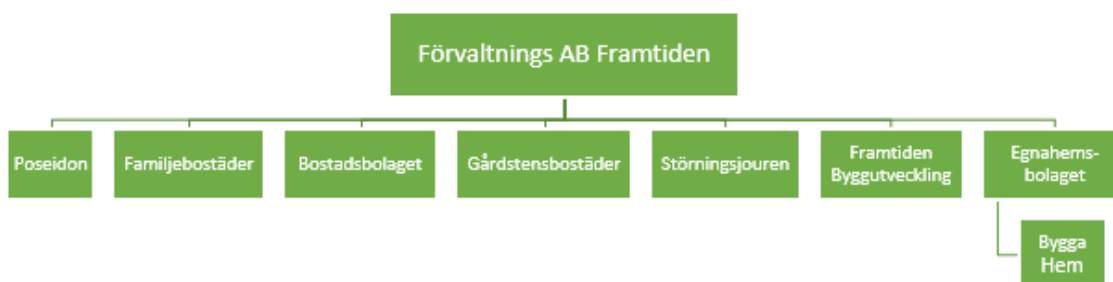 Förvaltnings AB Framtiden
Poseidon
Familjebostäder
Bostadsbolaget
Gårdstensbostäder
Störningsjouren
Framtiden
Byggutveckling
Egnahems-
bolaget
Bygga
Hem